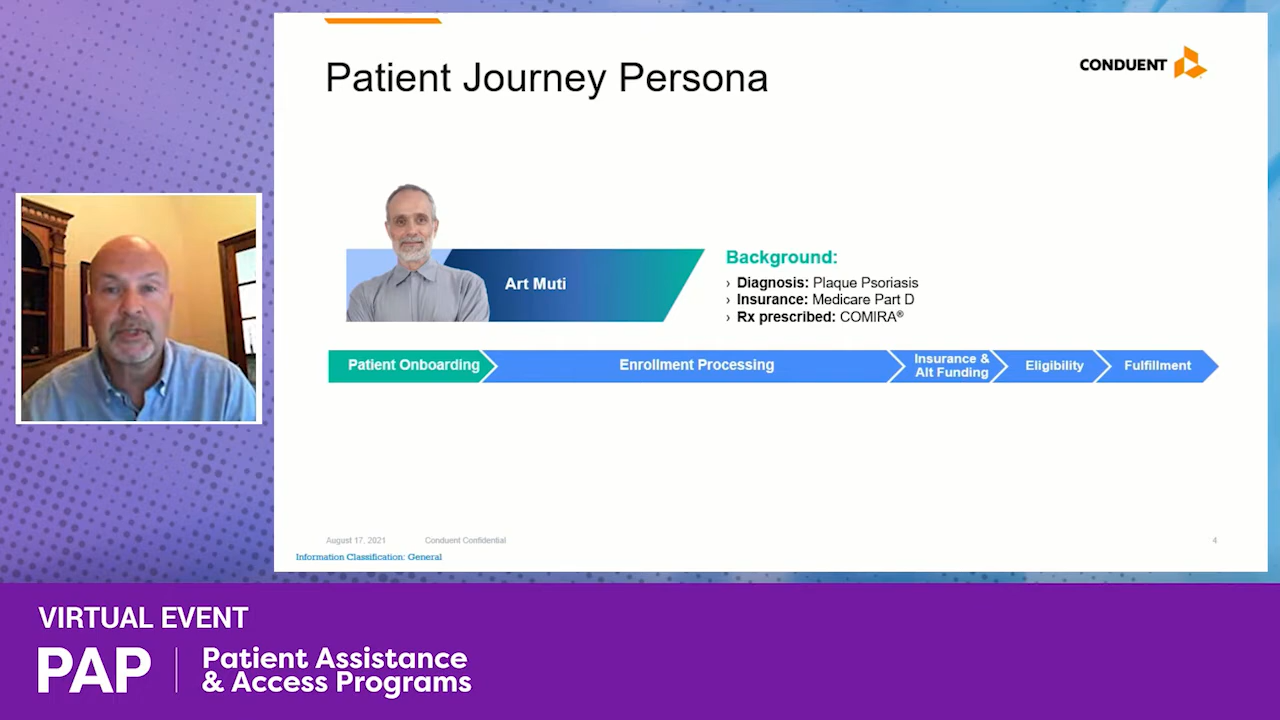 Patient Journey Persona
CONDUENT
Art Muti
Background:
› Diagnosis: Plaque Psoriasis
› Insurance: Medicare Part D
› Rx prescribed: COMIRA®
Patient Onboarding
Enrollment Processing
Insurance &
Alt Funding
Eligibility
Fulfillment
August 17, 2021
Conduent Confidential
4
Information Classification: General
VIRTUAL EVENT
PAP
Patient Assistance
& Access Programs